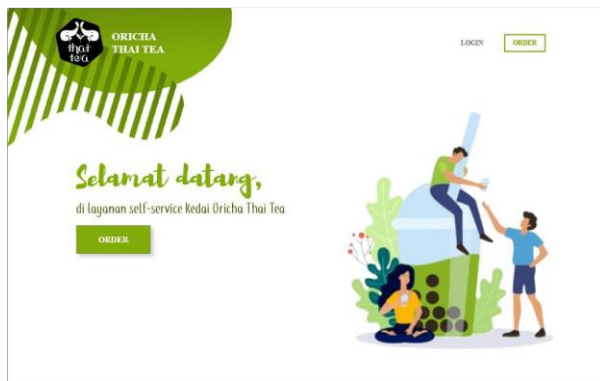 thai
tea
ORICHA
THAI TEA
LOGIN
ORDER
Selamat datang,
di layanan self-service Kedai Oricha Thai Tea
ORDER